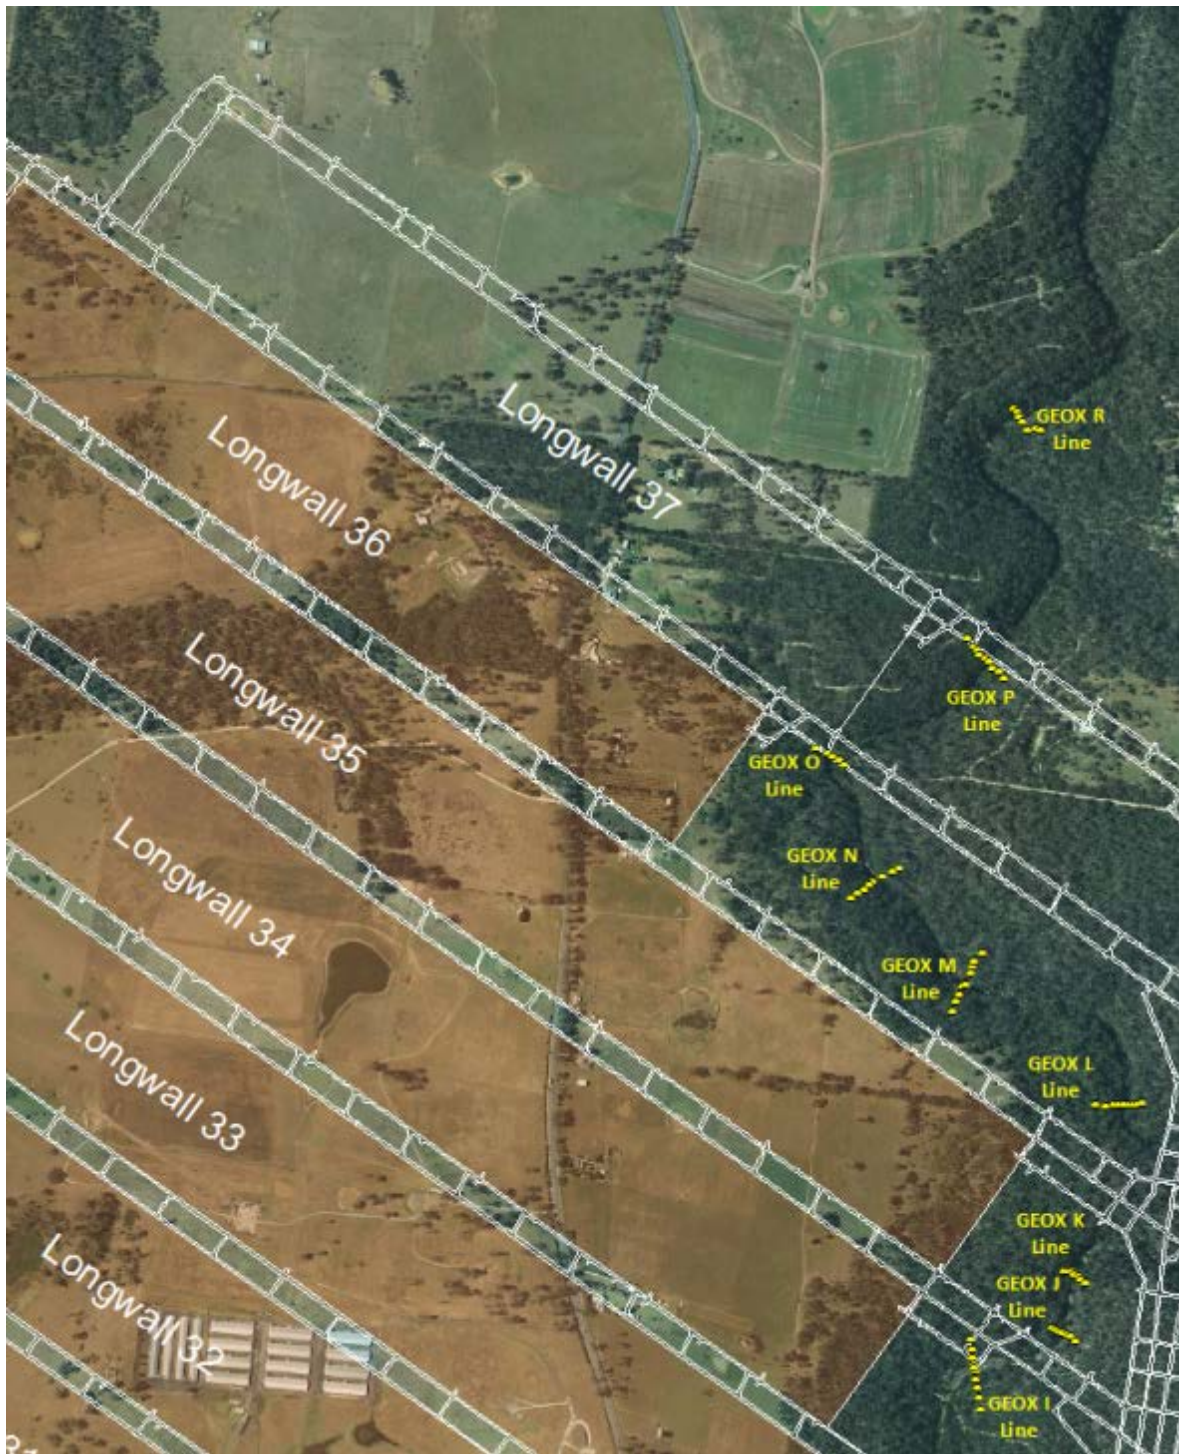 Longwall 37
GEOX R
Line
Longwall 36
Longwall 35
GEOX P
Line
GEOX O
Line
Longwall 34
GEOX N
Line
GEOX M
Line
Longwall 33
GEOX L
Line
GEOX K
Line
GEOX J
Line
Longwall 32
GEOX I
Line